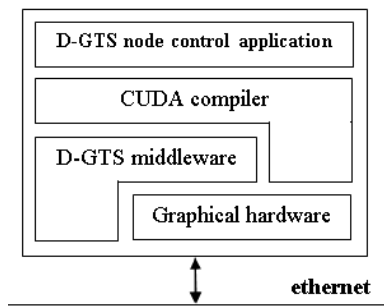 D-GTS node control application
CUDA compiler
D-GTS middleware
Graphical hardware
ethernet